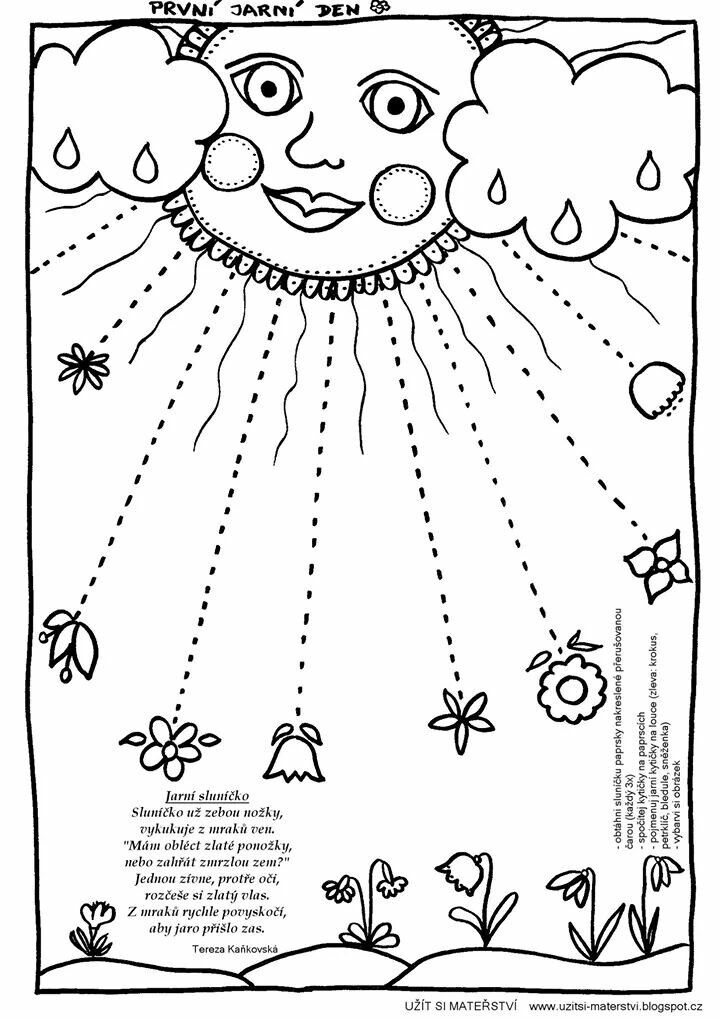 PRVNÍ JARNÍ DEN
Jarní sluníčko
Sluníčko už zebou nožky,
vykukuje z mraků ven.
"Mám obléct zlaté ponožky,
nebo zahřát zmrzlou zem?"
Jednou zívne, protře oči,
rozčeše si zlatý vlas.
Z mraků rychle povyskočí,
aby jaro přišlo zas.
Tereza Kaňkovská
- obtáhni sluníčku paprsky nakreslené přerušovanou
čarou (každý 3x)
- spočítej kytičky na paprscích
- pojmenuj jarní kytičky na louce (zleva: krokus,
petrklíč, bledule, sněženka)
- vybarvi si obrázek
UŽÍT SI MATEŘSTVÍ www.uzitsi-materstvi.blogspot.cz